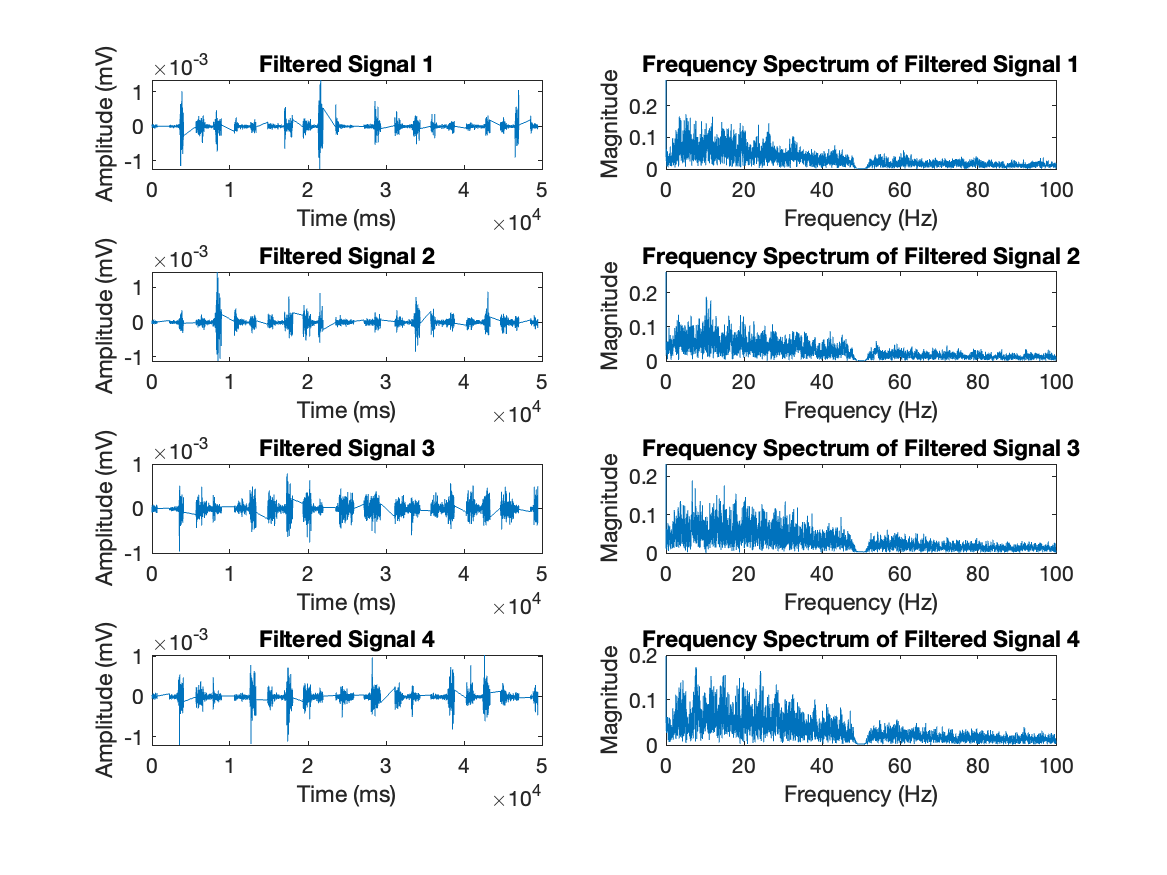 Filtered Signal 1
×10-3
Amplitude (mV)
1
0
-1
0 1 2 3 4 5
Time (ms)
×104
Frequency Spectrum of Filtered Signal 1
Magnitude
0.2
0.1
0
0 20 40 60 80 100
Frequency (Hz)
Filtered Signal 2
×10-3
Amplitude (mV)
1
0
-1
0 1 2 3 4 5
Time (ms)
×104
Frequency Spectrum of Filtered Signal 2
Magnitude
0.2
0.1
0
0 20 40 60 80 100
Frequency (Hz)
Filtered Signal 3
×10-3
Amplitude (mV)
1
0
-1
0 1 2 3 4 5
Time (ms)
×104
Frequency Spectrum of Filtered Signal 3
Magnitude
0.2
0.1
0
0 20 40 60 80 100
Frequency (Hz)
Filtered Signal 4
×10-3
Amplitude (mV)
1
0
-1
0 1 2 3 4 5
Time (ms)
×104
Frequency Spectrum of Filtered Signal 4
Magnitude
0.2
0.1
0
0 20 40 60 80 100
Frequency (Hz)